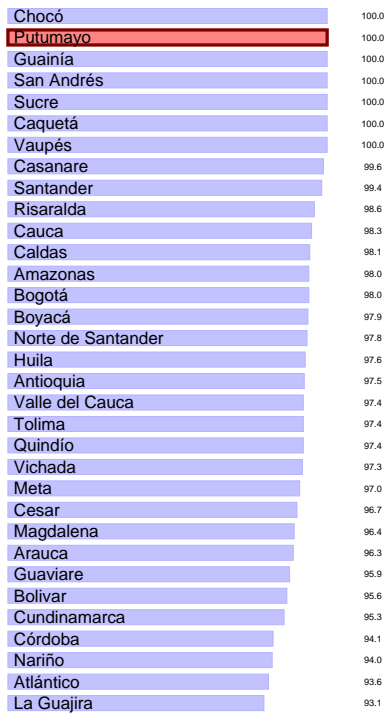 Chocó 100.0
Putumayo 100.0
Guainía 100.0
San Andrés 100.0
Sucre 100.0
Caquetá 100.0
Vaupés 100.0
Casanare 99.6
Santander 99.4
Risaralda 98.6
Cauca 98.3
Caldas 98.1
Amazonas 98.0
Bogotá 98.0
Boyacá 97.9
Norte de Santander 97.8
Huila 97.6
Antioquia 97.5
Valle del Cauca 97.4
Tolima 97.4
Quindío 97.4
Vichada 97.3
Meta 97.0
Cesar 96.7
Magdalena 96.4
Arauca 96.3
Guaviare 95.9
Bolivar 95.6
Cundinamarca 95.3
Córdoba 94.1
Nariño 94.0
Atlántico 93.6
La Guajira 93.1